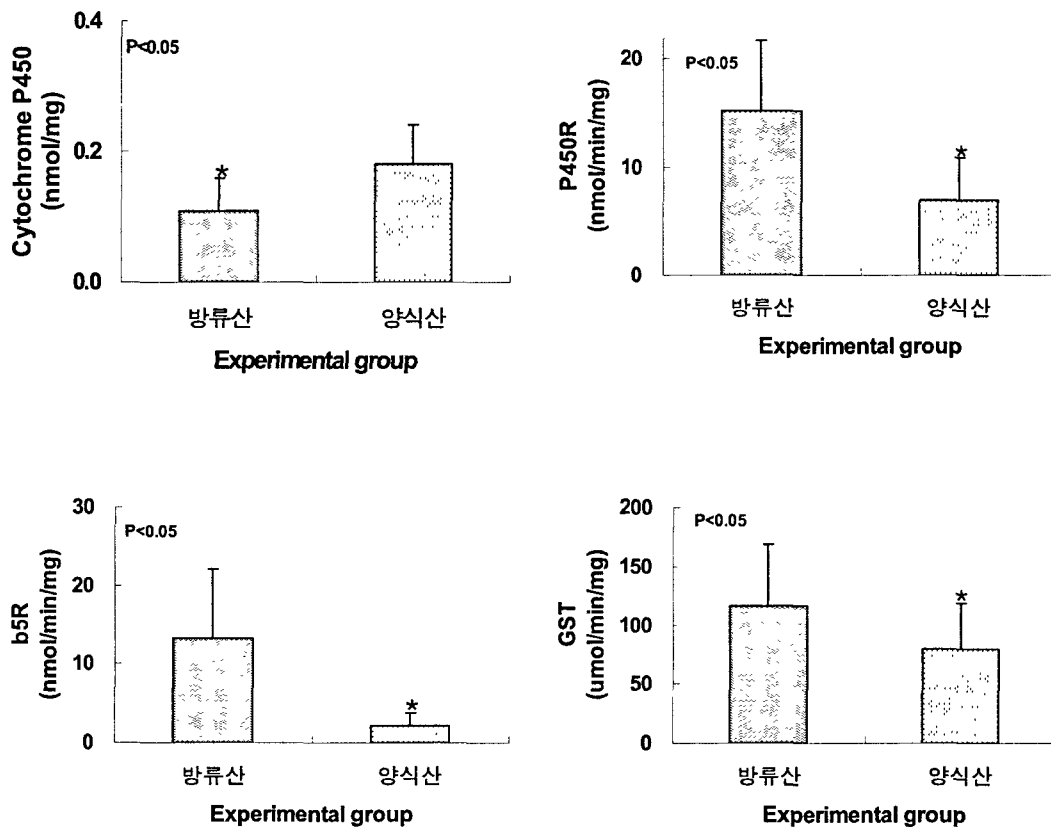 0.4
P<0.05
Cytochrome P450
(nmol/mg)
0.2
*
0.0
방류산
양식산
Experimental group
20
P<0.05
P450R
(nmol/min/mg)
10
*
0
방류산
양식산
Experimental group
30
P<0.05
b5R
(nmol/min/mg)
20
10
*
0
방류산
양식산
Experimental group
200
P<0.05
GST
(umol/min/mg)
150
100
*
50
0
방류산
양식산
Experimental group